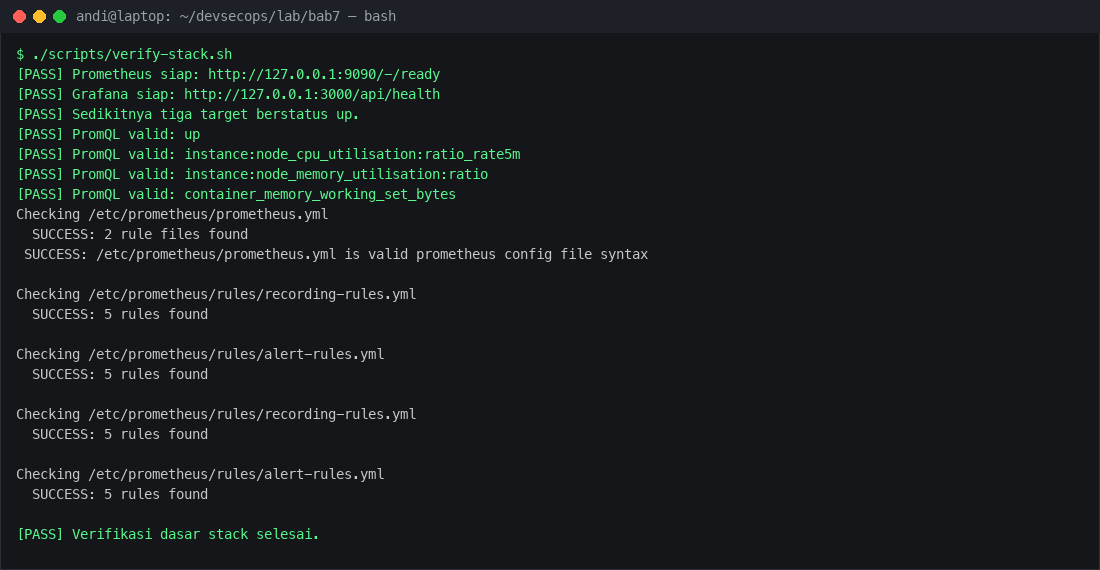 andi@laptop: ~/devsecops/lab/bab7 — bash
$ ./scripts/verify-stack.sh
[PASS] Prometheus siap: http://127.0.0.1:9090/-/ready
[PASS] Grafana siap: http://127.0.0.1:3000/api/health
[PASS] Sedikitnya tiga target berstatus up.
[PASS] PromQL valid: up
[PASS] PromQL valid: instance:node_cpu_utilisation:ratio_rate5m
[PASS] PromQL valid: instance:node_memory_utilisation:ratio
[PASS] PromQL valid: container_memory_working_set_bytes
Checking /etc/prometheus/prometheus.yml
  SUCCESS: 2 rule files found
 SUCCESS: /etc/prometheus/prometheus.yml is valid prometheus config file syntax

Checking /etc/prometheus/rules/recording-rules.yml
  SUCCESS: 5 rules found

Checking /etc/prometheus/rules/alert-rules.yml
  SUCCESS: 5 rules found

Checking /etc/prometheus/rules/recording-rules.yml
  SUCCESS: 5 rules found

Checking /etc/prometheus/rules/alert-rules.yml
  SUCCESS: 5 rules found

[PASS] Verifikasi dasar stack selesai.